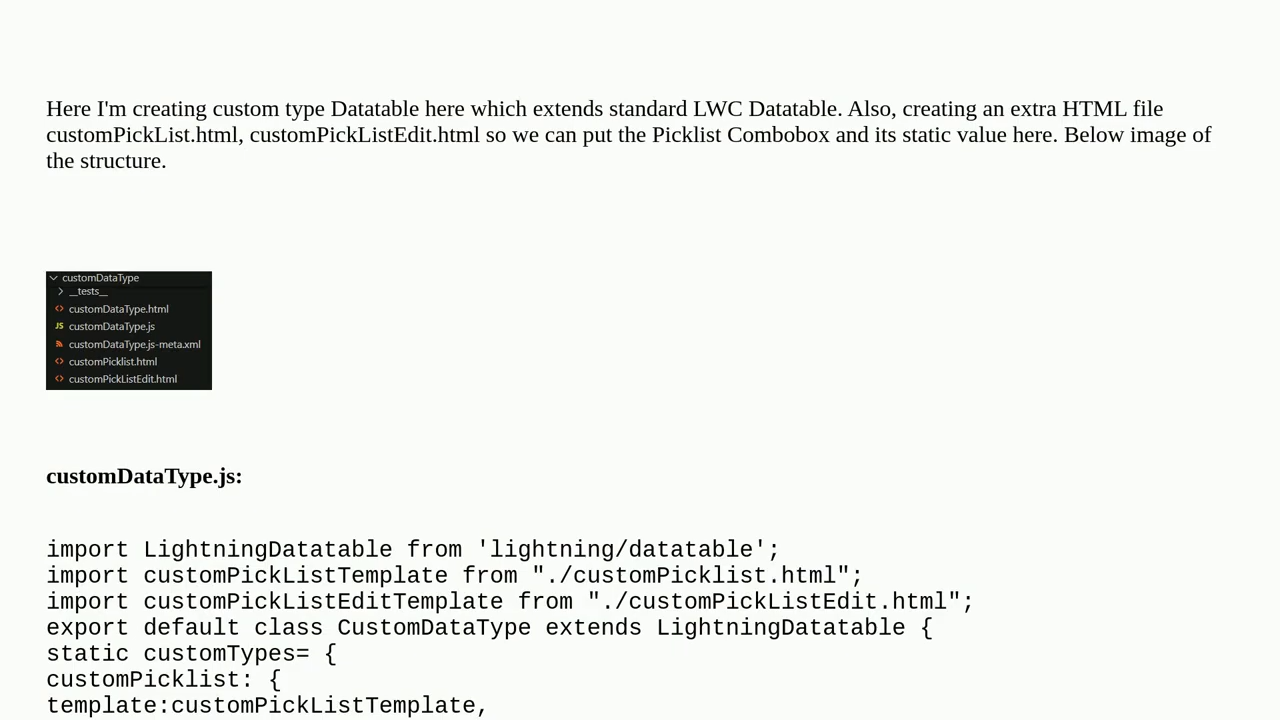 Here I'm creating custom type Datatable here which extends standard LWC Datatable. Also, creating an extra HTML file
customPickList.html, customPickListEdit.html so we can put the Picklist Combobox and its static value here. Below image of
the structure.
customDataType
__tests__
customDataType.html
JS customDataType.js
customDataType.js-meta.xml
customPicklist.html
customPickListEdit.html
customDataType.js:
import LightningDatatable from 'lightning/datatable';
import customPickListTemplate from "./customPicklist.html";
import customPickListEditTemplate from "./customPickListEdit.html";
export default class CustomDataType extends LightningDatatable {
static customTypes= {
customPicklist: {
template:customPickListTemplate,